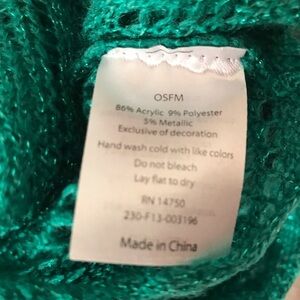 OSFM
86% Acrylic 9% Polyester
5% Metallic
Exclusive of decoration
Hand wash cold with like colors
Do not bleach
Lay flat to dry
RN 14750
230-F13-003196
Made in China